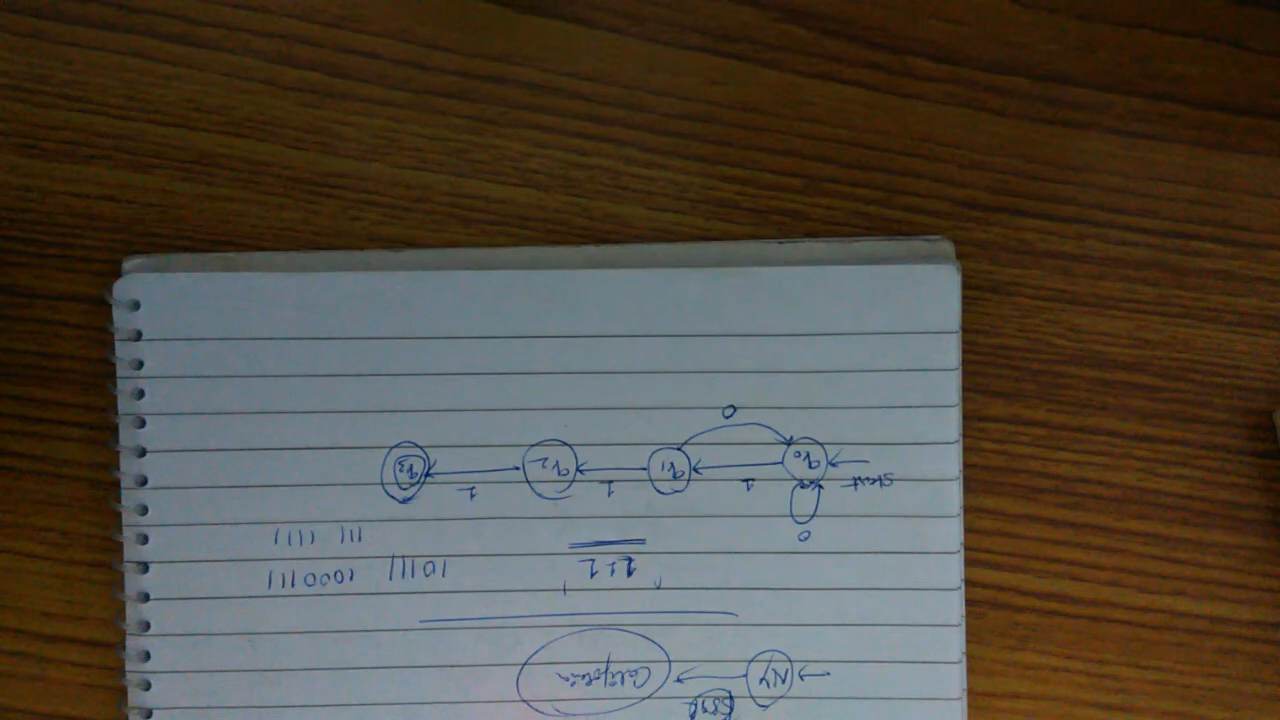 NY California
"111" 10111 1000111
111 1111
0
start 1 1 1
q0 q1 q2 q3
0